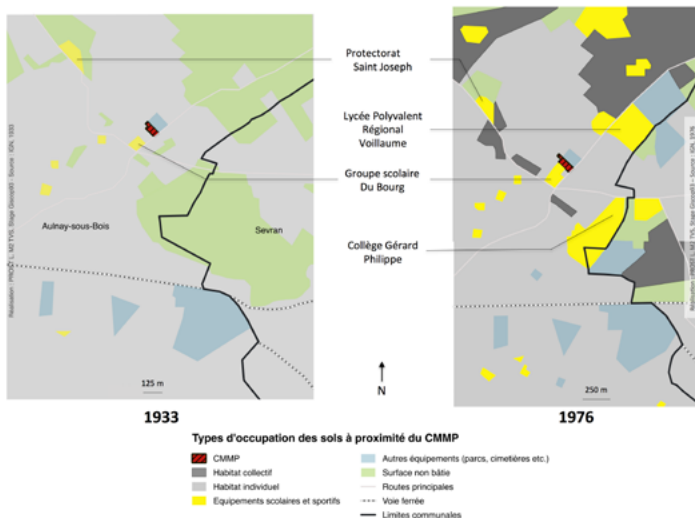 Protectorat
Saint Joseph
Lycée Polyvalent
Régional
Voillaume
Groupe scolaire
Du Bourg
Collège Gérard
Philippe
Aulnay-sous-Bois
Sevran
125 m
N
250 m
1933
1976
Types d'occupation des sols à proximité du CMMP
CMMP
Habitat collectif
Habitat individuel
Equipements scolaires et sportifs
Autres équipements (parcs, cimetières etc.)
Surface non bâtie
Routes principales
Voie ferrée
Limites communales